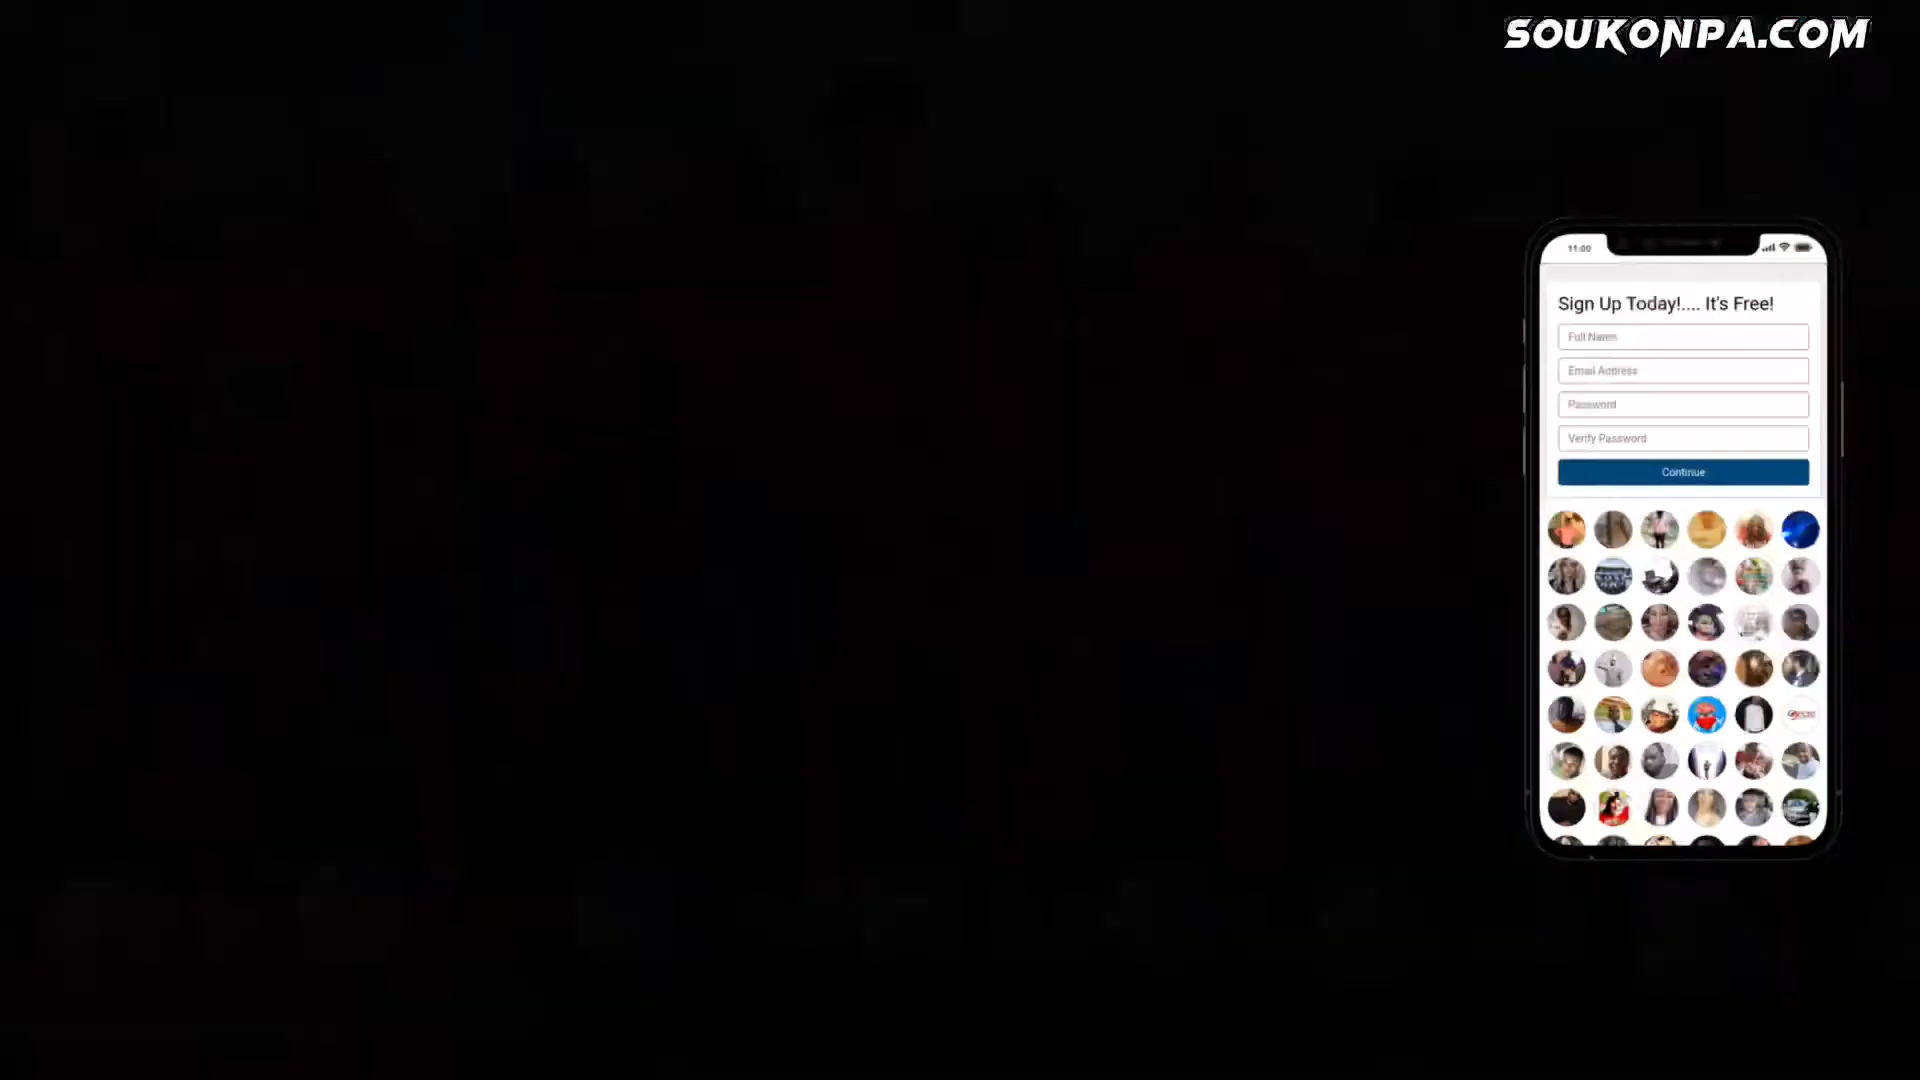 SOUKONPA.COM
11:00
Sign Up Today!.... It's Free!
Full Name
Email Address
Password
Verify Password
Continue